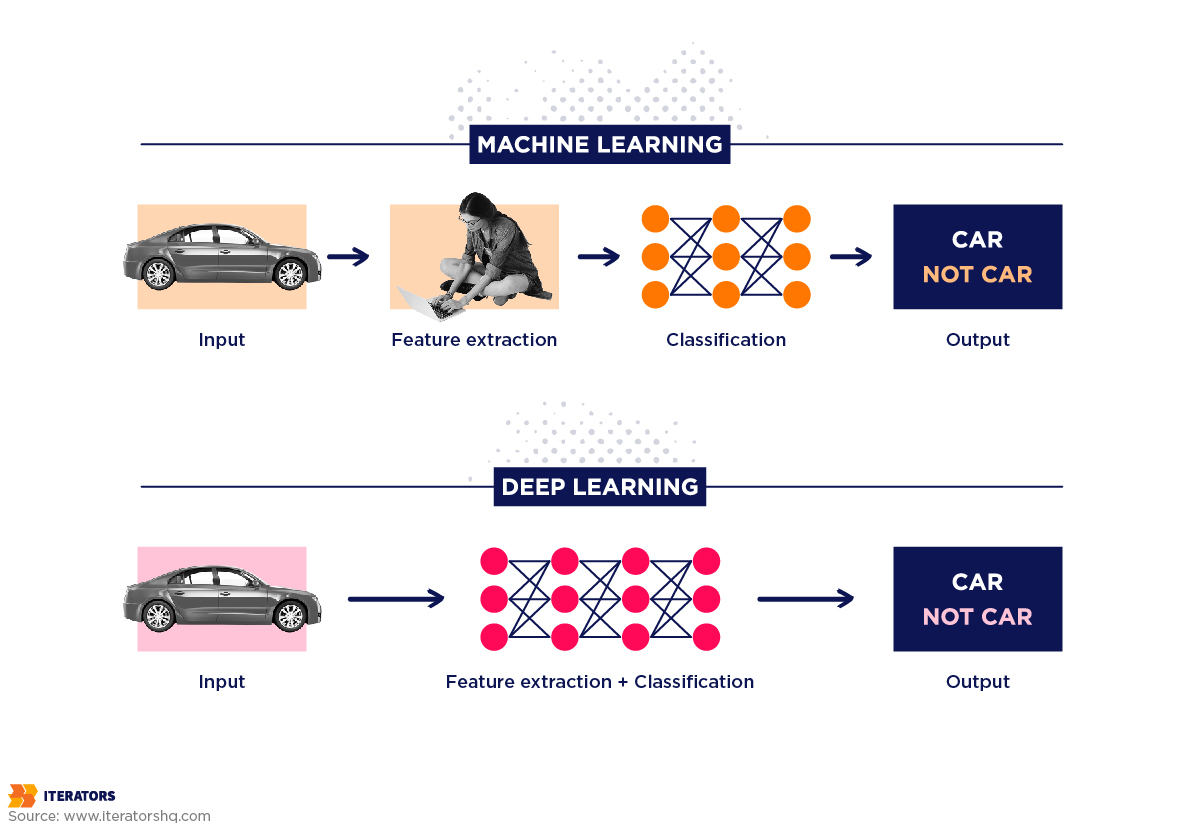 MACHINE LEARNING
CAR
NOT CAR
Input
Feature extraction
Classification
Output
DEEP LEARNING
CAR
NOT CAR
Input
Feature extraction + Classification
Output
ITERATORS
Source: www.iteratorshq.com